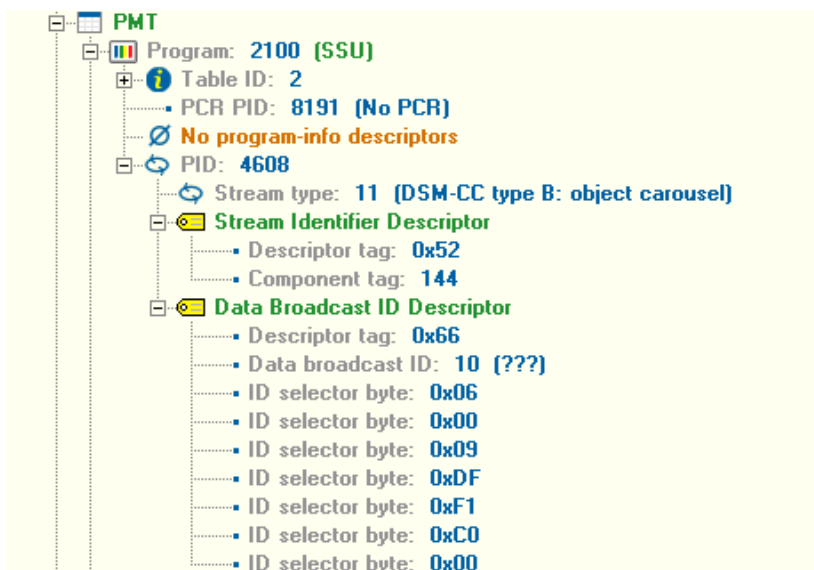 PMT
Program: 2100 (SSU)
Table ID: 2
PCR PID: 8191 (No PCR)
No program-info descriptors
PID: 4608
Stream type: 11 (DSM-CC type B: object carousel)
Stream Identifier Descriptor
Descriptor tag: 0x52
Component tag: 144
Data Broadcast ID Descriptor
Descriptor tag: 0x66
Data broadcast ID: 10 (???)
ID selector byte: 0x06
ID selector byte: 0x00
ID selector byte: 0x09
ID selector byte: 0xDF
ID selector byte: 0xF1
ID selector byte: 0xC0
ID selector byte: 0x00